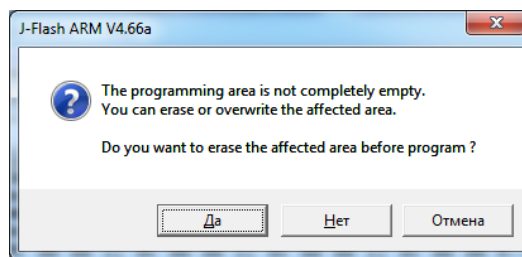 J-Flash ARM V4.66a
The programming area is not completely empty.
You can erase or overwrite the affected area.
Do you want to erase the affected area before program ?
Да
Нет
Отмена